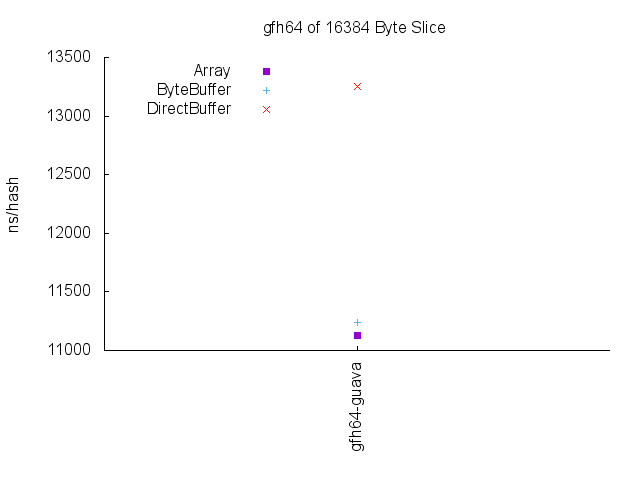 gfh64 of 16384 Byte Slice
13500
13000
12500
12000
11500
11000
ns/hash
Array
ByteBuffer
DirectBuffer
gfh64-guava